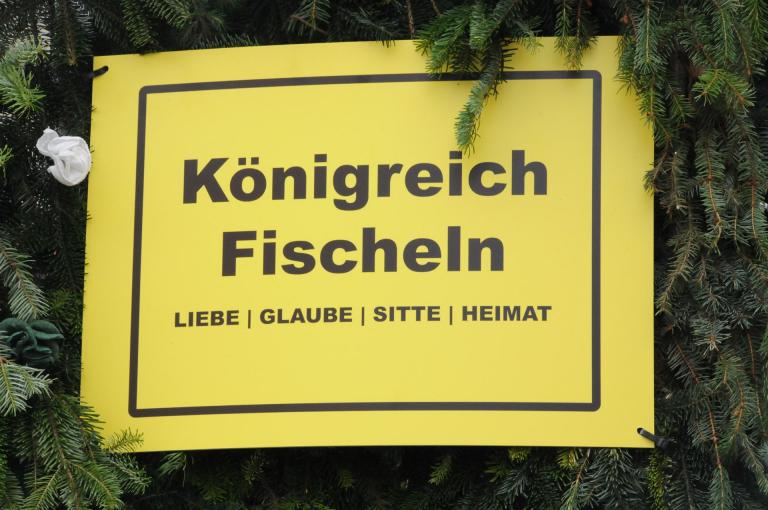 Königreich
Fischeln
LIEBE | GLAUBE | SITTE | HEIMAT